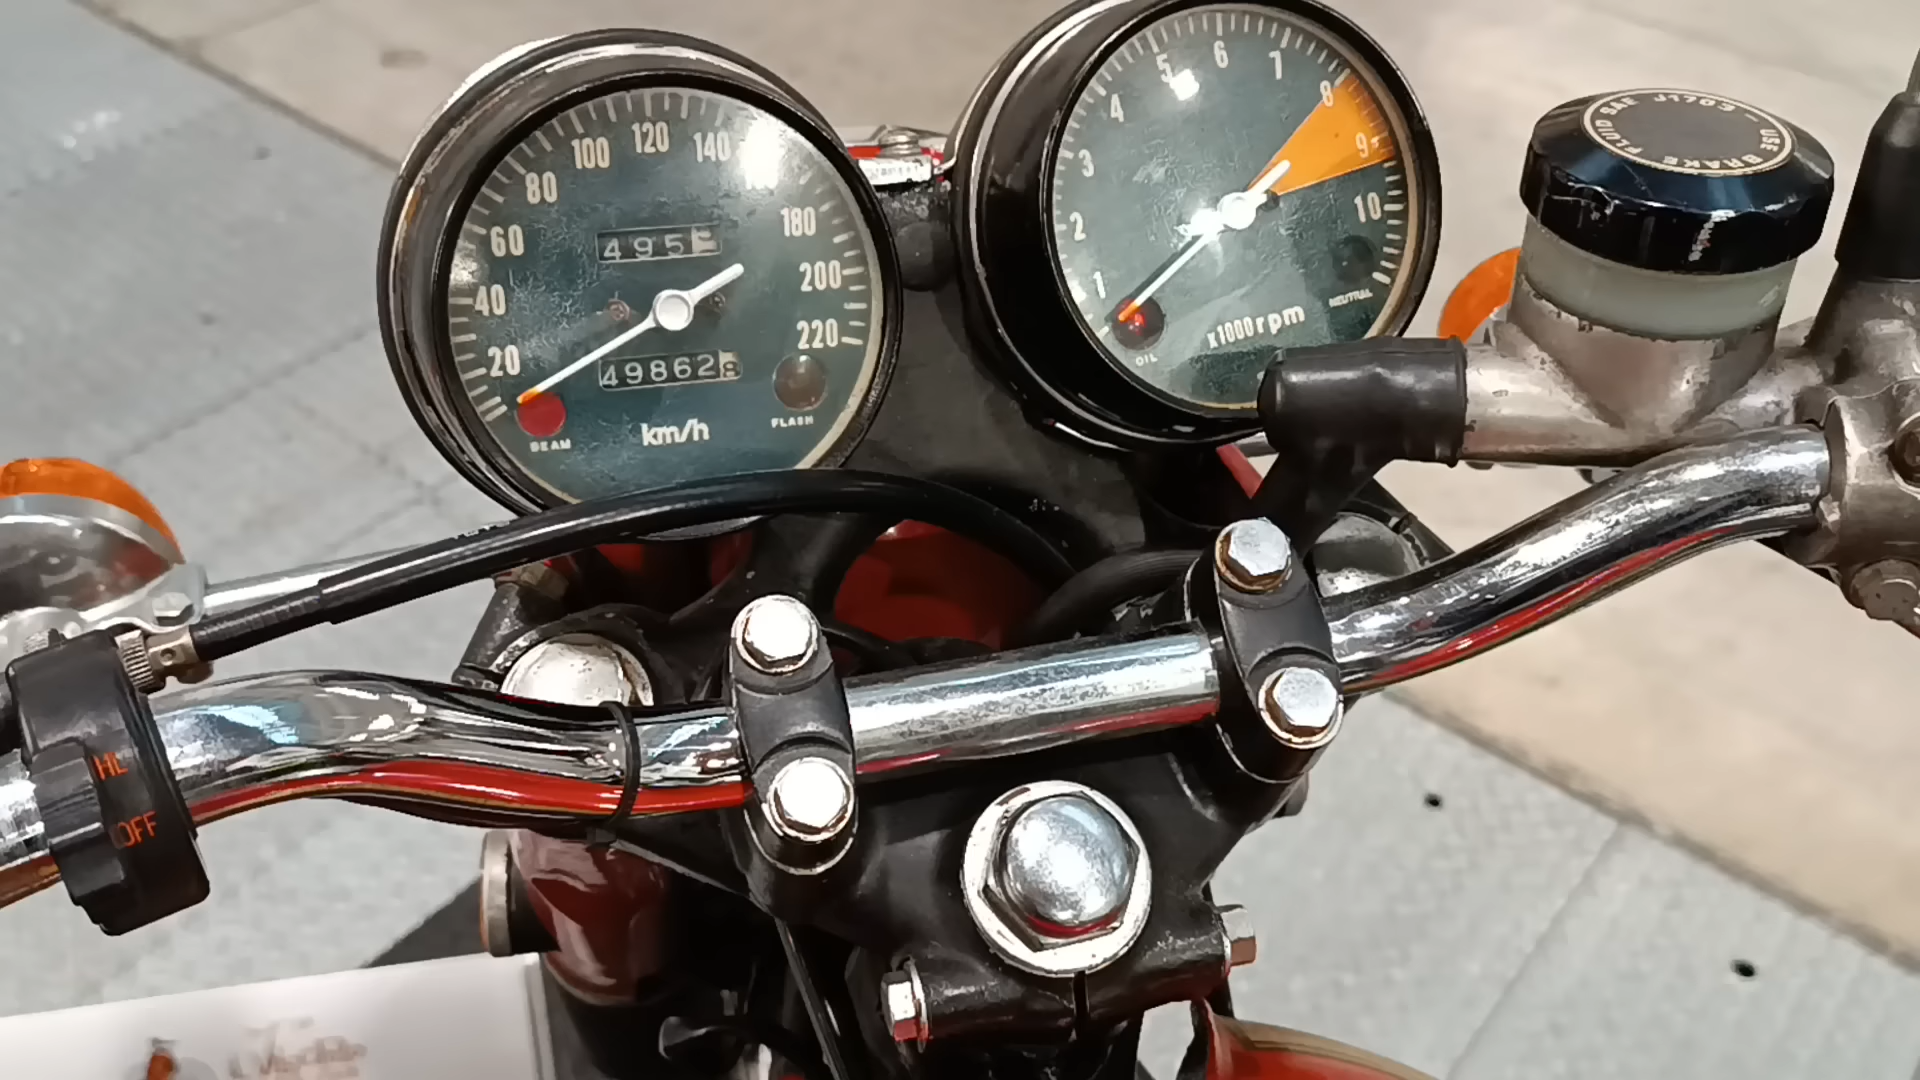 120
100
140
80
180
60
200
40
220
20
495
49862 8
BEAM
km/h
FLASH
6
7
5
8
4
9
3
10
2
1
NEUTRAL
x1000rpm
OIL
USE BRAKE FLUID SAE J1703 -
HL
OFF